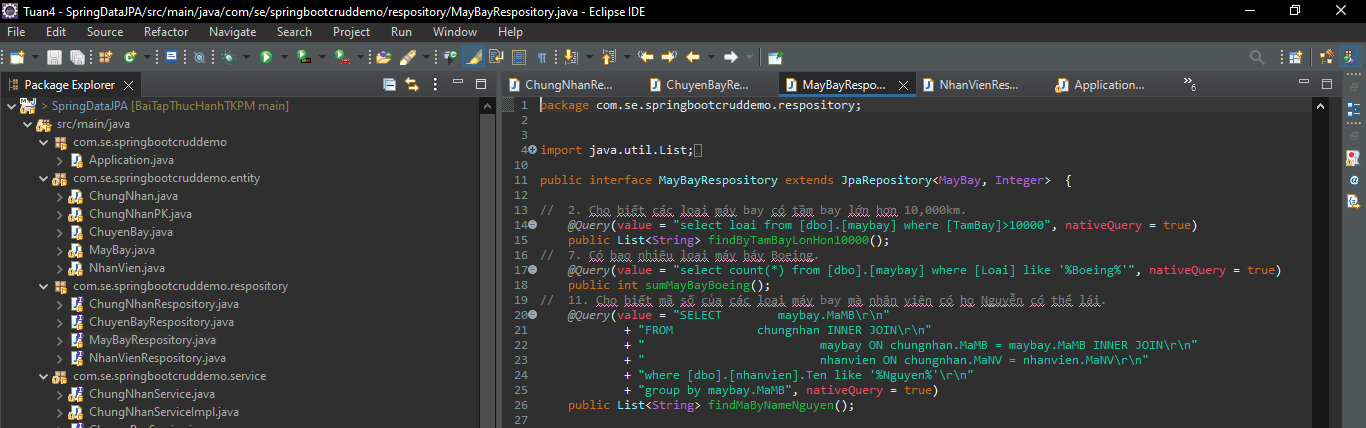 Tuan4 - SpringDataJPA/src/main/java/com/se/springbootcruddemo/respository/MayBayRespository.java - Eclipse IDE
File Edit Source Refactor Navigate Search Project Run Window Help
Package Explorer
> SpringDataJPA [BaiTapThucHanhTKPM main]
src/main/java
com.se.springbootcruddemo
Application.java
com.se.springbootcruddemo.entity
ChungNhan.java
ChungNhanPK.java
ChuyenBay.java
MayBay.java
NhanVien.java
com.se.springbootcruddemo.respository
ChungNhanRespository.java
ChuyenBayRespository.java
MayBayRespository.java
NhanVienRespository.java
com.se.springbootcruddemo.service
ChungNhanService.java
ChungNhanServiceImpl.java
ChungNhanRe... ChuyenBayRe... MayBayRespo... NhanVienRes... Application... »6
1 package com.se.springbootcruddemo.respository;
2
3
4 import java.util.List;
10
11 public interface MayBayRespository extends JpaRepository<MayBay, Integer> {
12
13 // 2. Cho biết các loại máy bay có tầm bay lớn hơn 10,000km.
14 @Query(value = "select loai from [dbo].[maybay] where [TamBay]>10000", nativeQuery = true)
15 public List<String> findByTamBayLonHon10000();
16 // 7. Có bao nhiêu loại máy bay Boeing.
17 @Query(value = "select count(*) from [dbo].[maybay] where [Loai] like '%Boeing%'", nativeQuery = true)
18 public int sumMayBayBoeing();
19 // 11. Cho biết mã số của các loại máy bay mà nhân viên có họ Nguyễn có thể lái.
20 @Query(value = "SELECT maybay.MaMB\r\n"
21 + "FROM chungnhan INNER JOIN\r\n"
22 + " maybay ON chungnhan.MaMB = maybay.MaMB INNER JOIN\r\n"
23 + " nhanvien ON chungnhan.MaNV = nhanvien.MaNV\r\n"
24 + "where [dbo].[nhanvien].Ten like '%Nguyen%'\r\n"
25 + "group by maybay.MaMB", nativeQuery = true)
26 public List<String> findMaByNameNguyen();
27